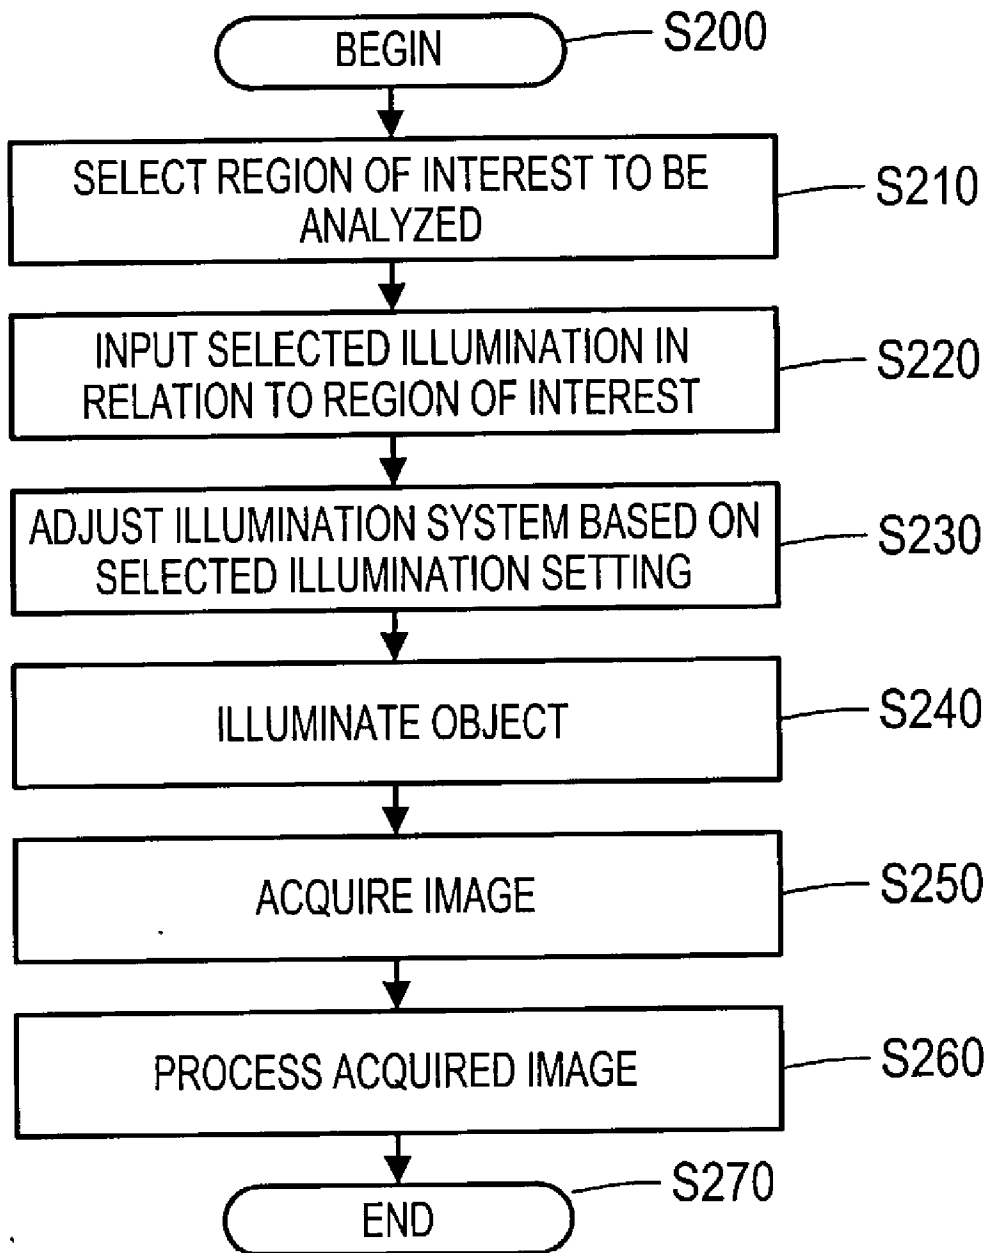 BEGIN
S200
SELECT REGION OF INTEREST TO BE
ANALYZED
S210
INPUT SELECTED ILLUMINATION IN
RELATION TO REGION OF INTEREST
S220
ADJUST ILLUMINATION SYSTEM BASED ON
SELECTED ILLUMINATION SETTING
S230
ILLUMINATE OBJECT
S240
ACQUIRE IMAGE
S250
PROCESS ACQUIRED IMAGE
S260
END
S270